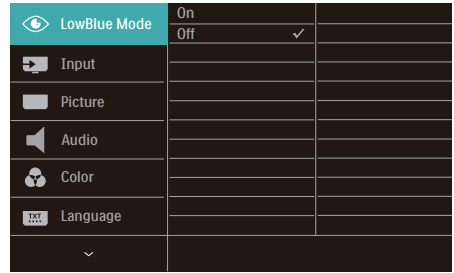 LowBlue Mode
On
Off
Input
Picture
Audio
Color
TXT
Language